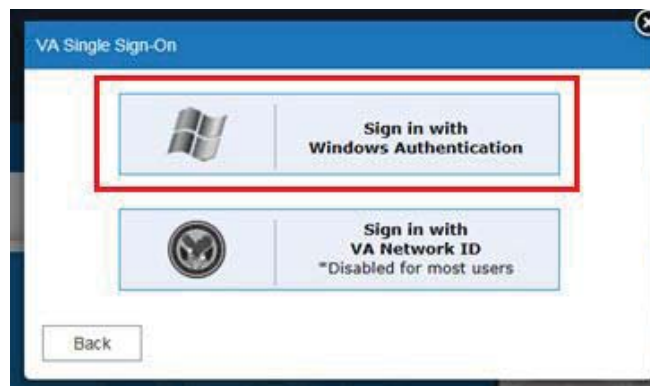 VA Single Sign-On
Sign in with
Windows Authentication
Sign in with
VA Network ID
*Disabled for most users
Back